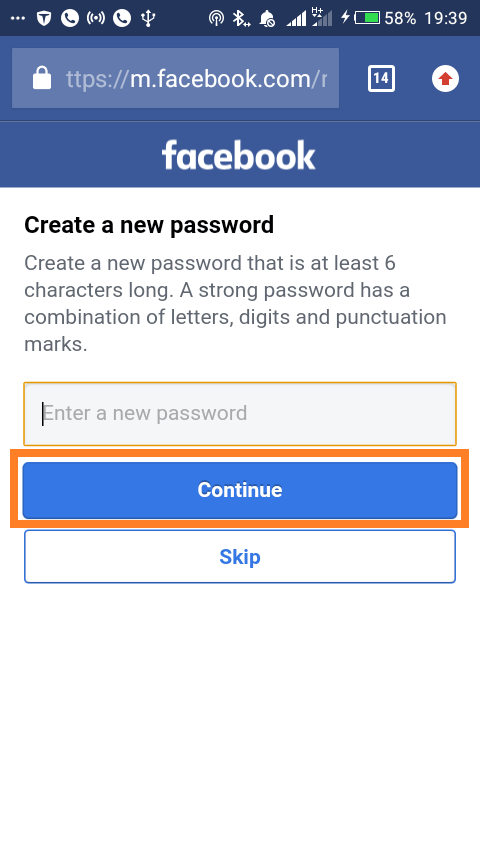 58% 19:39
ttps://m.facebook.com/r
14
facebook
Create a new password
Create a new password that is at least 6
characters long. A strong password has a
combination of letters, digits and punctuation
marks.
Enter a new password
Continue
Skip